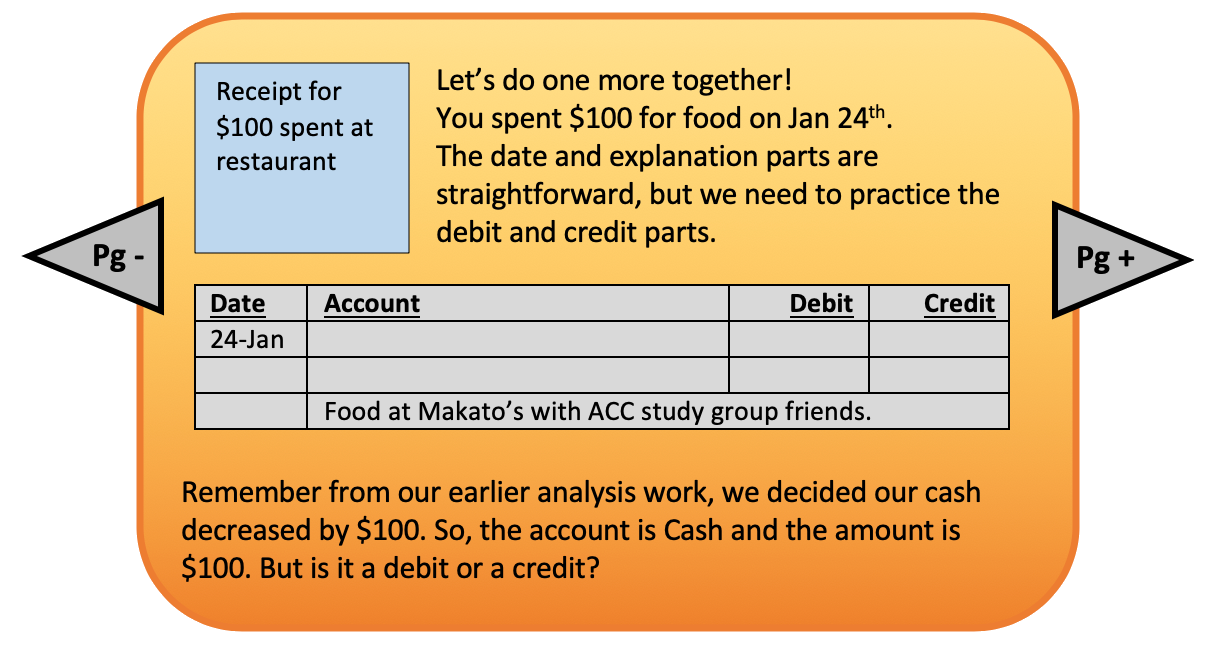 Receipt for
$100 spent at
restaurant
Let’s do one more together!
You spent $100 for food on Jan 24th.
The date and explanation parts are
straightforward, but we need to practice the
debit and credit parts.
Pg -
Pg +
Date Account Debit Credit
24-Jan
Food at Makato’s with ACC study group friends.
Remember from our earlier analysis work, we decided our cash
decreased by $100. So, the account is Cash and the amount is
$100. But is it a debit or a credit?